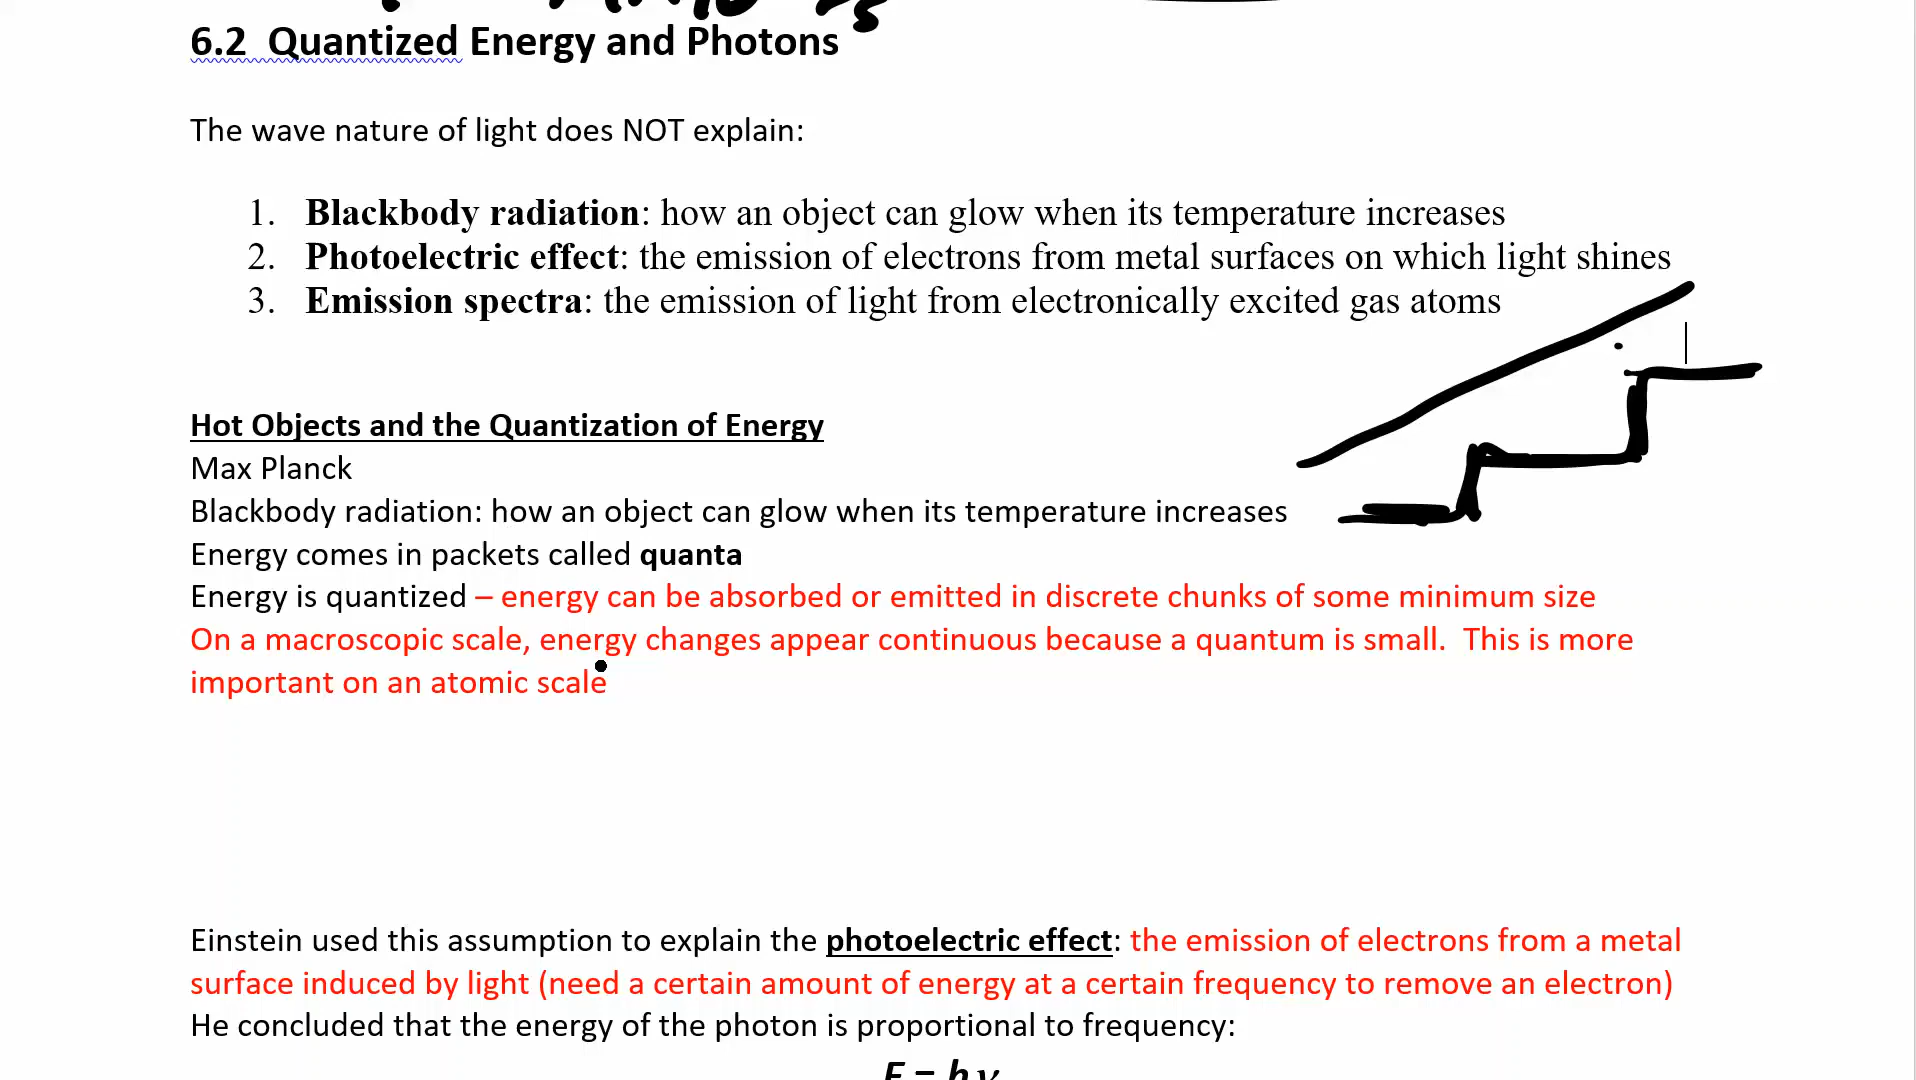 6.2 Quantized Energy and Photons
The wave nature of light does NOT explain:
1. Blackbody radiation: how an object can glow when its temperature increases
2. Photoelectric effect: the emission of electrons from metal surfaces on which light shines
3. Emission spectra: the emission of light from electronically excited gas atoms
Hot Objects and the Quantization of Energy
Max Planck
Blackbody radiation: how an object can glow when its temperature increases
Energy comes in packets called quanta
Energy is quantized – energy can be absorbed or emitted in discrete chunks of some minimum size
On a macroscopic scale, energy changes appear continuous because a quantum is small. This is more
important on an atomic scale
Einstein used this assumption to explain the photoelectric effect: the emission of electrons from a metal
surface induced by light (need a certain amount of energy at a certain frequency to remove an electron)
He concluded that the energy of the photon is proportional to frequency:
E = hν